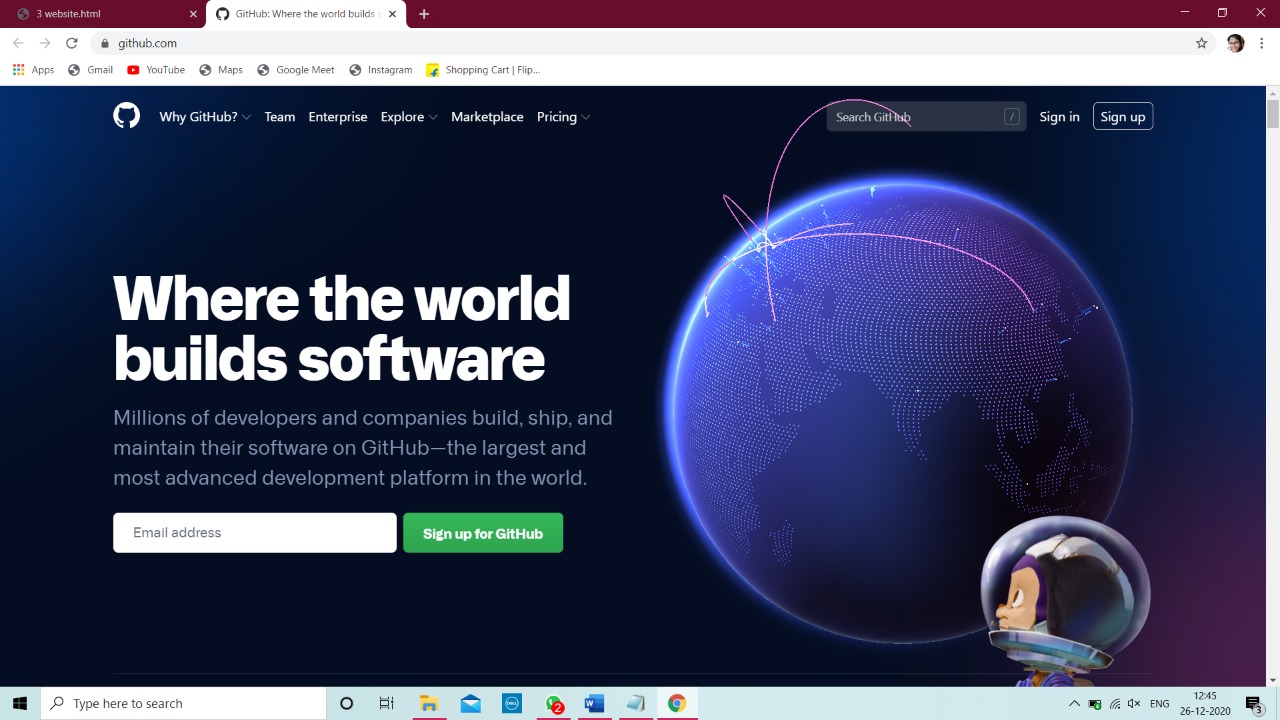 3 website.html
GitHub: Where the world builds s
github.com
Apps
Gmail
YouTube
Maps
Google Meet
Instagram
Shopping Cart | Flip...
Why GitHub?
Team
Enterprise
Explore
Marketplace
Pricing
Search GitHub
/
Sign in
Sign up
Where the world
builds software
Millions of developers and companies build, ship, and
maintain their software on GitHub—the largest and
most advanced development platform in the world.
Email address
Sign up for GitHub
Type here to search
DELL
2
W
ENG
12:45
26-12-2020
3